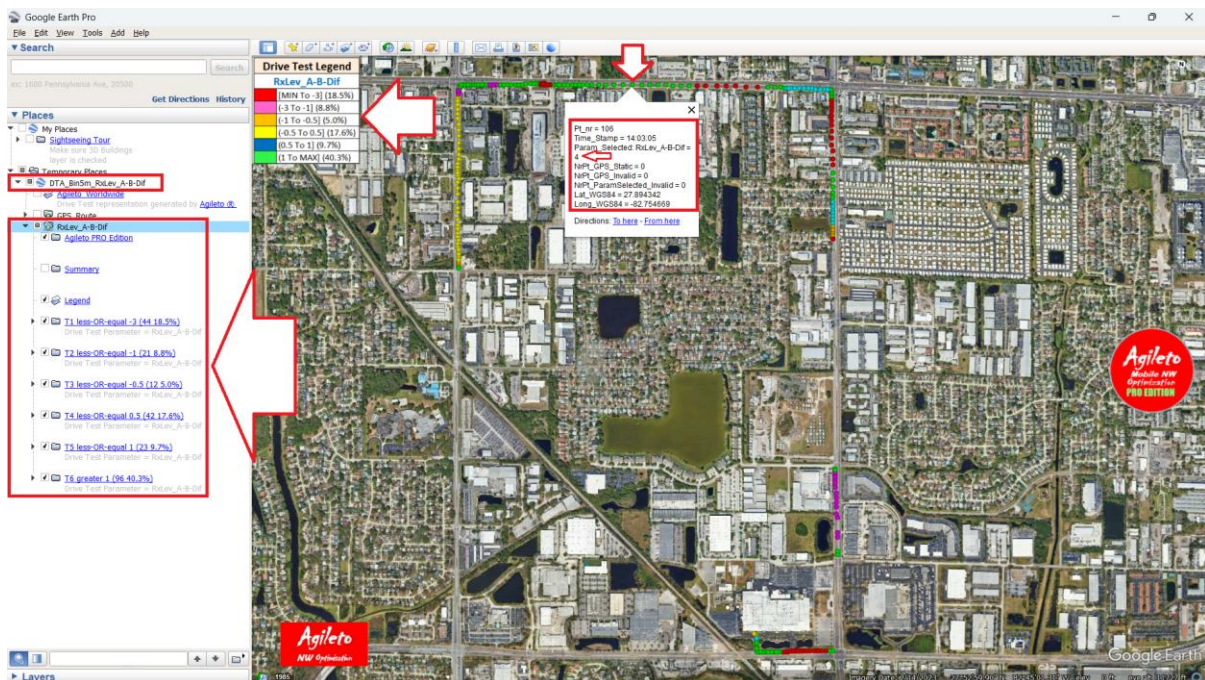 Google Earth Pro
File Edit View Tools Add Help
▼ Search
Search
ex: 1600 Pennsylvania Ave, 20500
Get Directions History
▼ Places
My Places
Sightseeing Tour
Make sure 3D Buildings
layer is checked
Temporary Places
DTA_Bin5m_RxLev_A-B-Dif
Agileto Worldwide
Drive Test representation generated by Agileto
GPS_Route
RxLev_A-B-Dif
Agileto PRO Edition
Summary
Legend
T1 less-OR-equal -3 (44 18.5%)
Drive Test Parameter = RxLev_A-B-Dif
T2 less-OR-equal -1 (21 8.8%)
Drive Test Parameter = RxLev_A-B-Dif
T3 less-OR-equal -0.5 (12 5.0%)
Drive Test Parameter = RxLev_A-B-Dif
T4 less-OR-equal 0.5 (42 17.6%)
Drive Test Parameter = RxLev_A-B-Dif
T5 less-OR-equal 1 (23 9.7%)
Drive Test Parameter = RxLev_A-B-Dif
T6 greater 1 (96 40.3%)
Drive Test Parameter = RxLev_A-B-Dif
▶ Layers
Drive Test Legend
RxLev_A-B-Dif
[MIN To -3] (18.5%)
(-3 To -1] (8.8%)
(-1 To -0.5] (5.0%)
(-0.5 To 0.5] (17.6%)
(0.5 To 1] (9.7%)
(1 To MAX] (40.3%)
Pt_nr = 106
Time_Stamp = 14:03:05
Param_Selected: RxLev_A-B-Dif =
4
NrPt_GPS_Static = 0
NrPt_GPS_Invalid = 0
NrPt_ParamSelected_Invalid = 0
Lat_WGS84 = 27.894342
Long_WGS84 = -82.754669
Directions: To here - From here
N
Agileto
Mobile NW
Optimization
PRO EDITION
Agileto
NW Optimization
Google Earth
1985